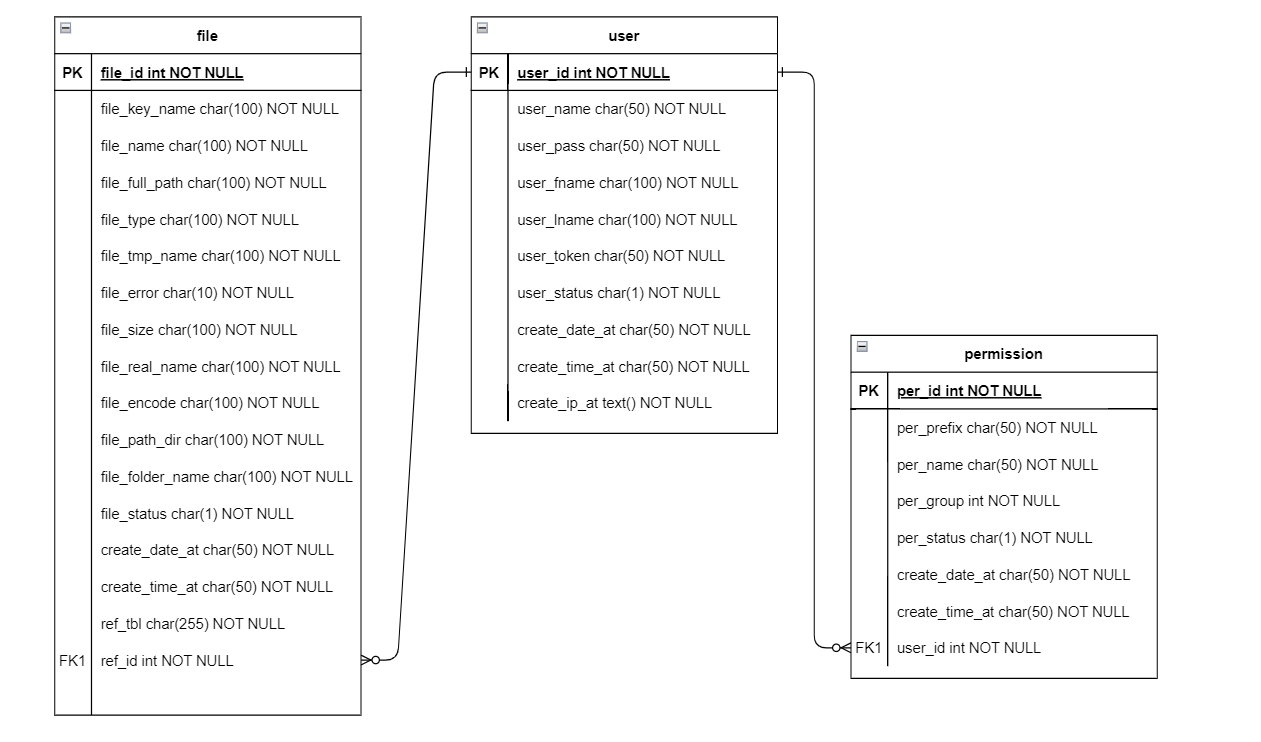 file
PK file_id int NOT NULL
file_key_name char(100) NOT NULL
file_name char(100) NOT NULL
file_full_path char(100) NOT NULL
file_type char(100) NOT NULL
file_tmp_name char(100) NOT NULL
file_error char(10) NOT NULL
file_size char(100) NOT NULL
file_real_name char(100) NOT NULL
file_encode char(100) NOT NULL
file_path_dir char(100) NOT NULL
file_folder_name char(100) NOT NULL
file_status char(1) NOT NULL
create_date_at char(50) NOT NULL
create_time_at char(50) NOT NULL
ref_tbl char(255) NOT NULL
FK1 ref_id int NOT NULL
user
PK user_id int NOT NULL
user_name char(50) NOT NULL
user_pass char(50) NOT NULL
user_fname char(100) NOT NULL
user_lname char(100) NOT NULL
user_token char(50) NOT NULL
user_status char(1) NOT NULL
create_date_at char(50) NOT NULL
create_time_at char(50) NOT NULL
create_ip_at text() NOT NULL
permission
PK per_id int NOT NULL
per_prefix char(50) NOT NULL
per_name char(50) NOT NULL
per_group int NOT NULL
per_status char(1) NOT NULL
create_date_at char(50) NOT NULL
create_time_at char(50) NOT NULL
FK1 user_id int NOT NULL